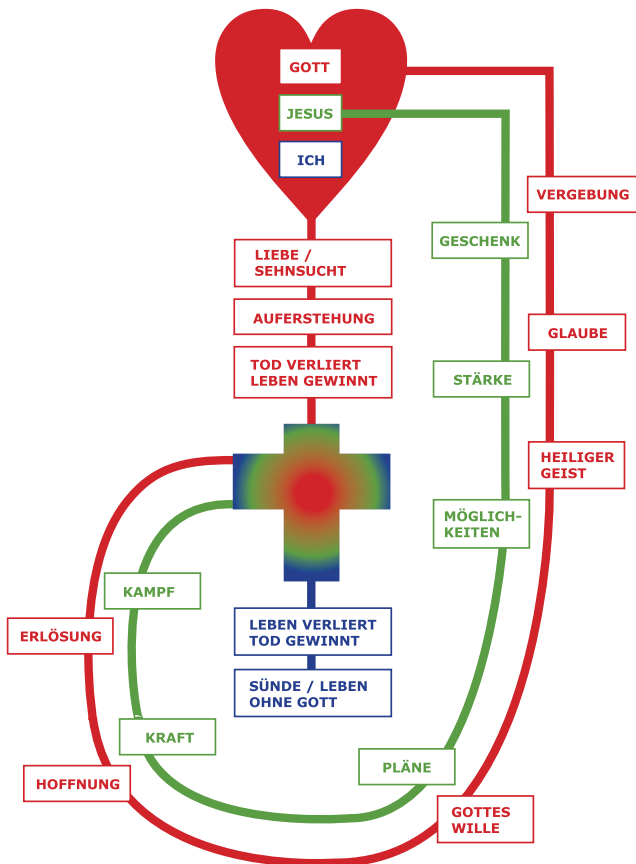 GOTT
JESUS
ICH
VERGEBUNG
GESCHENK
LIEBE /
SEHNSUCHT
AUFERSTEHUNG
GLAUBE
TOD VERLIERT
LEBEN GEWINNT
STÄRKE
HEILIGER
GEIST
MÖGLICH-
KEITEN
KAMPF
ERLÖSUNG
LEBEN VERLIERT
TOD GEWINNT
SÜNDE / LEBEN
OHNE GOTT
KRAFT
PLÄNE
HOFFNUNG
GOTTES
WILLE